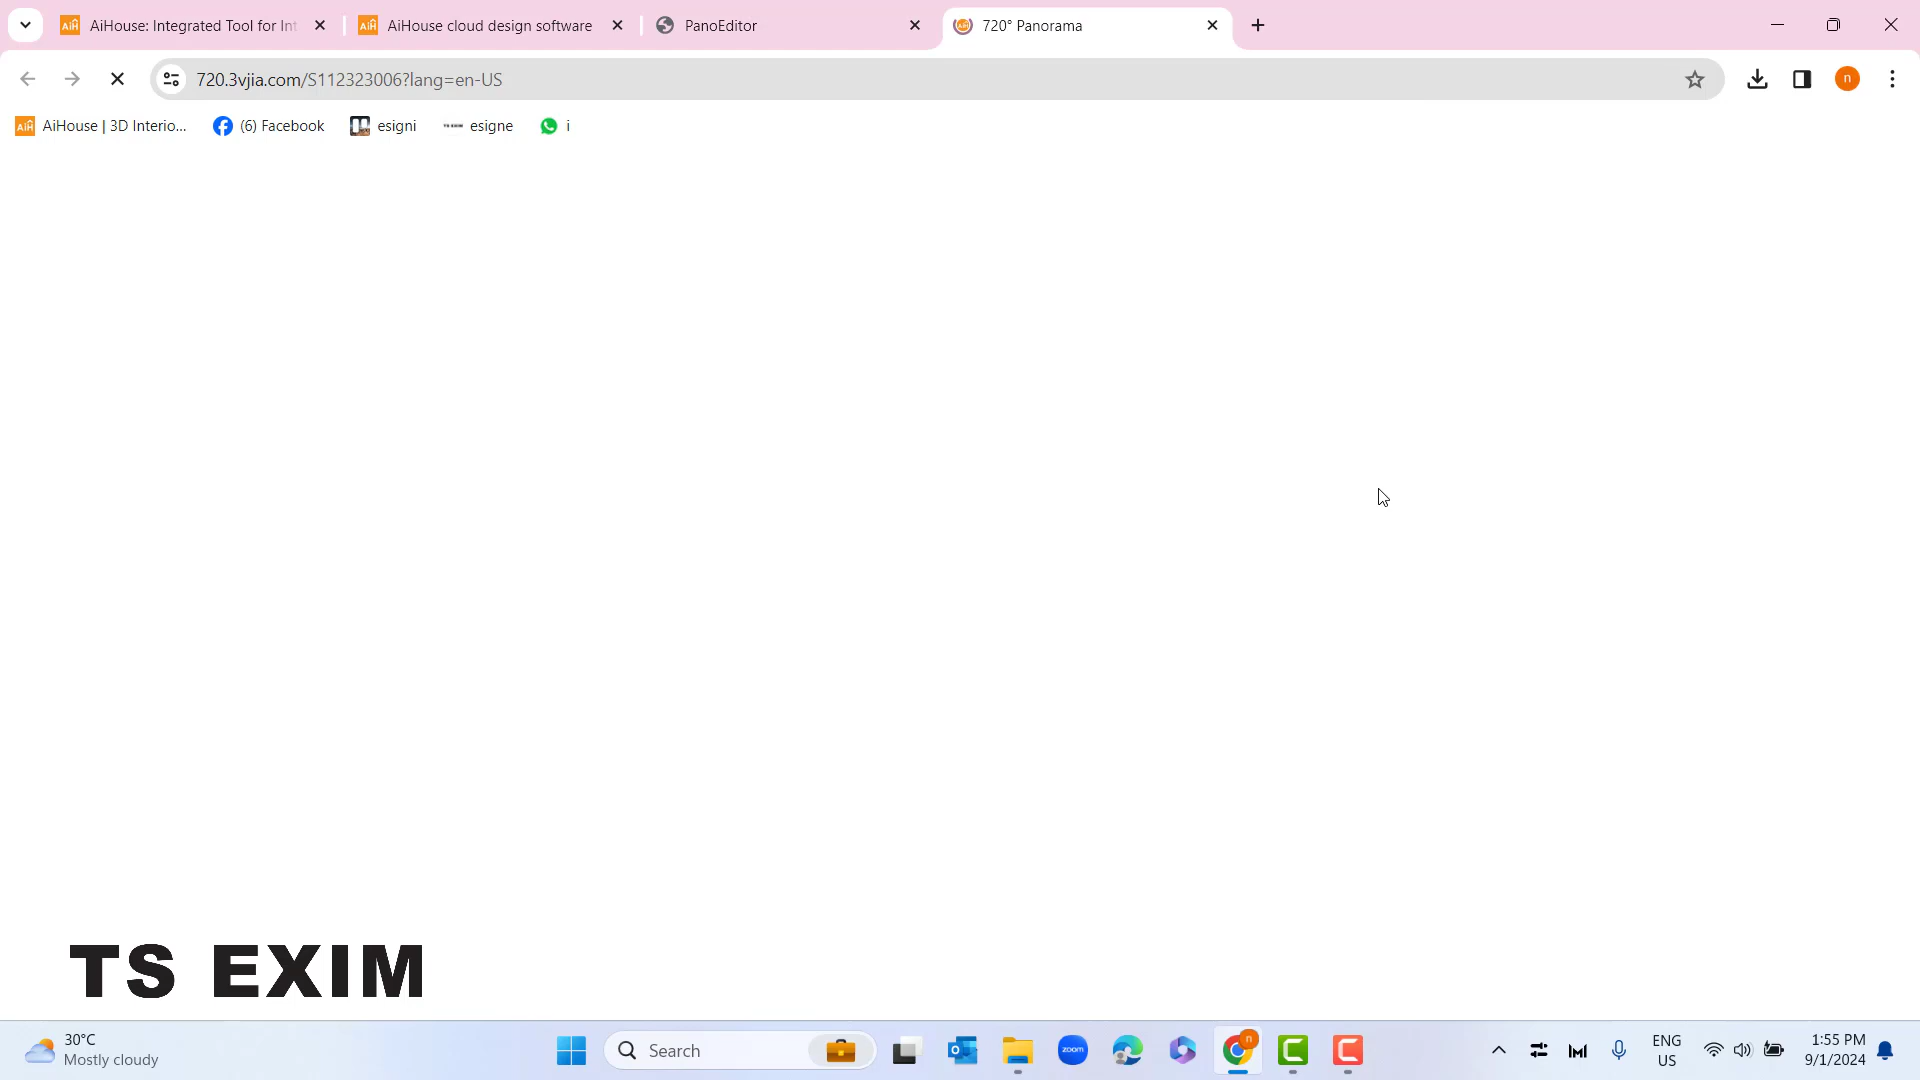 AiHouse: Integrated Tool for Int
AiHouse cloud design software
PanoEditor
720° Panorama
720.3vjia.com/S112323006?lang=en-US
n
AiHouse | 3D Interio...
(6) Facebook
esigni
esigne
i
TS EXIM
30°C
Mostly cloudy
Search
zoom
n
ENG
US
1:55 PM
9/1/2024